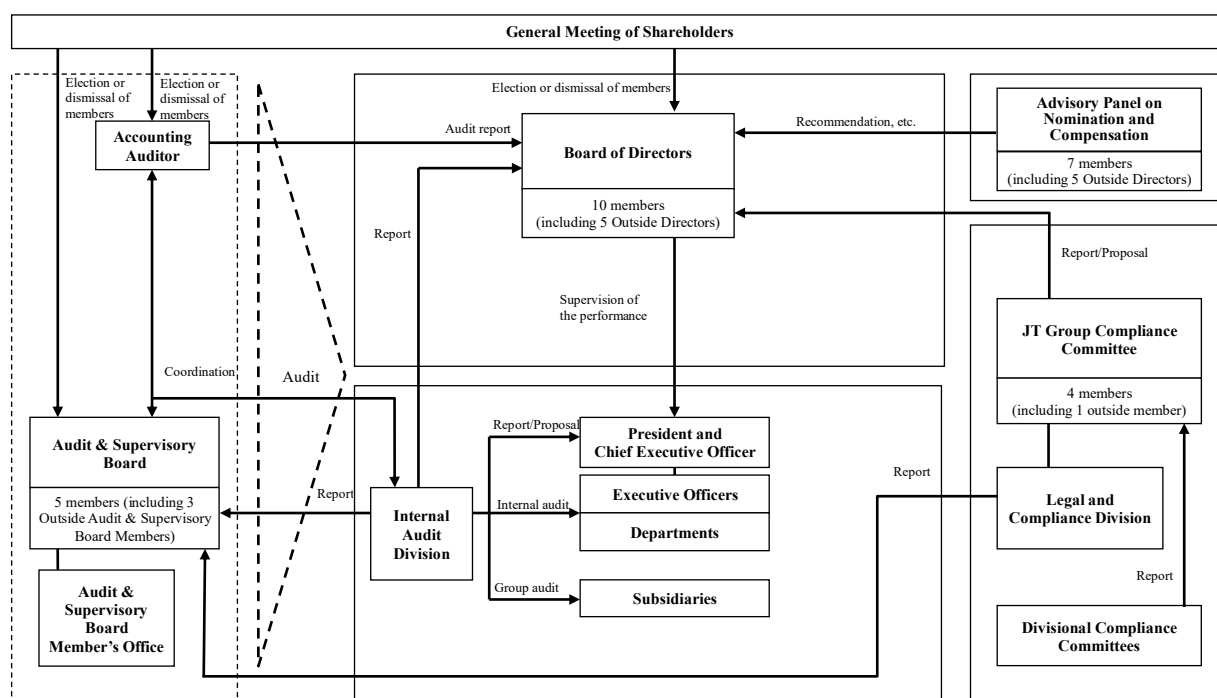 General Meeting of Shareholders
Election or
dismissal of
members
Election or
dismissal of
members
Election or dismissal of members
Accounting
Auditor
Audit report
Board of Directors
10 members
(including 5 Outside Directors)
Recommendation, etc.
Advisory Panel on
Nomination and
Compensation
7 members
(including 5 Outside Directors)
Report
Report/Proposal
Supervision of
the performance
JT Group Compliance
Committee
4 members
(including 1 outside member)
Coordination
Audit
Audit & Supervisory
Board
5 members (including 3
Outside Audit & Supervisory
Board Members)
Audit &
Supervisory
Board
Member’s Office
Report
Internal
Audit
Division
Report/Proposal
President and
Chief Executive Officer
Internal audit
Executive Officers
Departments
Group audit
Subsidiaries
Report
Legal and
Compliance Division
Report
Divisional Compliance
Committees